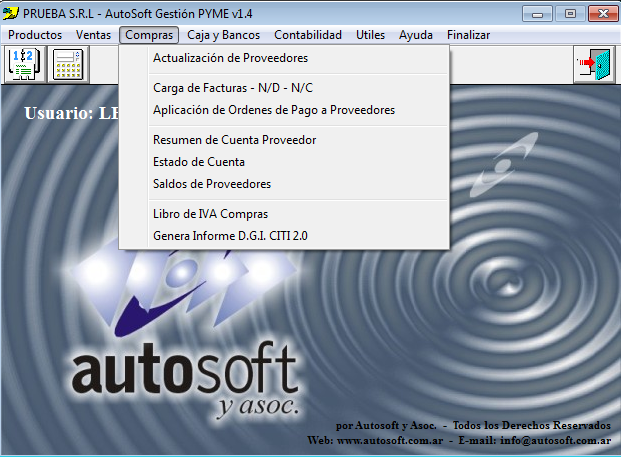 PRUEBA S.R.L - AutoSoft Gestión PYME v1.4
Productos Ventas Compras Caja y Bancos Contabilidad Utiles Ayuda Finalizar
1 2
Actualización de Proveedores
Carga de Facturas - N/D - N/C
Aplicación de Ordenes de Pago a Proveedores
Usuario: LE
Resumen de Cuenta Proveedor
Estado de Cuenta
Saldos de Proveedores
Libro de IVA Compras
Genera Informe D.G.I. CITI 2.0
autosoft
y asoc.
por Autosoft y Asoc. - Todos los Derechos Reservados
Web: www.autosoft.com.ar - E-mail: info@autosoft.com.ar